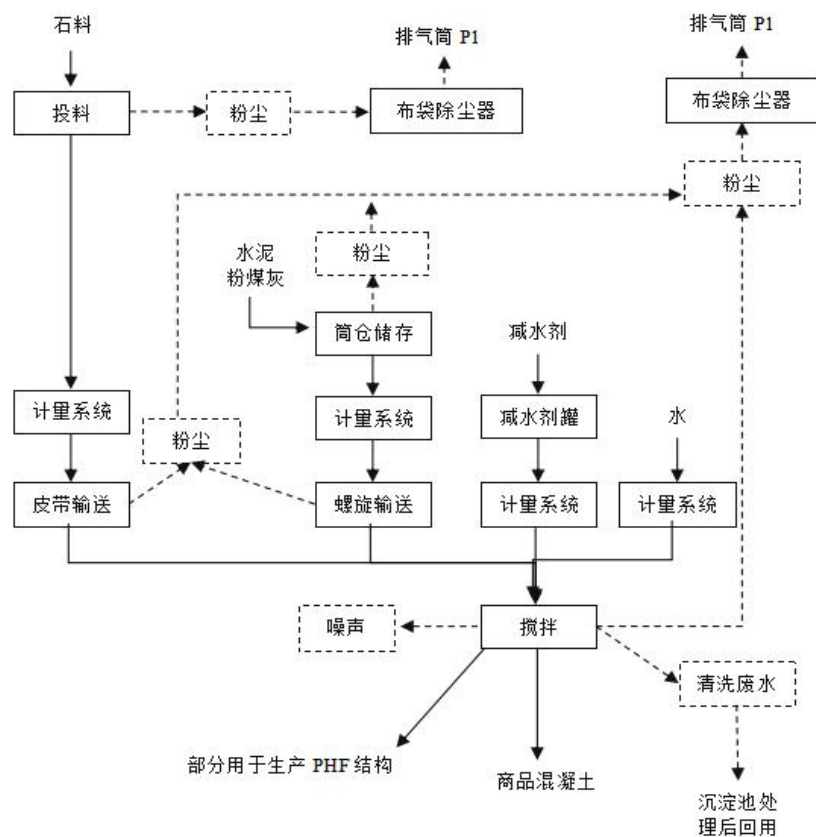 石料
排气筒 P1
排气筒 P1
投料
粉尘
布袋除尘器
布袋除尘器
粉尘
水泥
粉煤灰
粉尘
筒仓储存
减水剂
计量系统
粉尘
计量系统
减水剂罐
水
皮带输送
螺旋输送
计量系统
计量系统
噪声
搅拌
清洗废水
部分用于生产 PHF 结构
商品混凝土
沉淀池处
理后回用